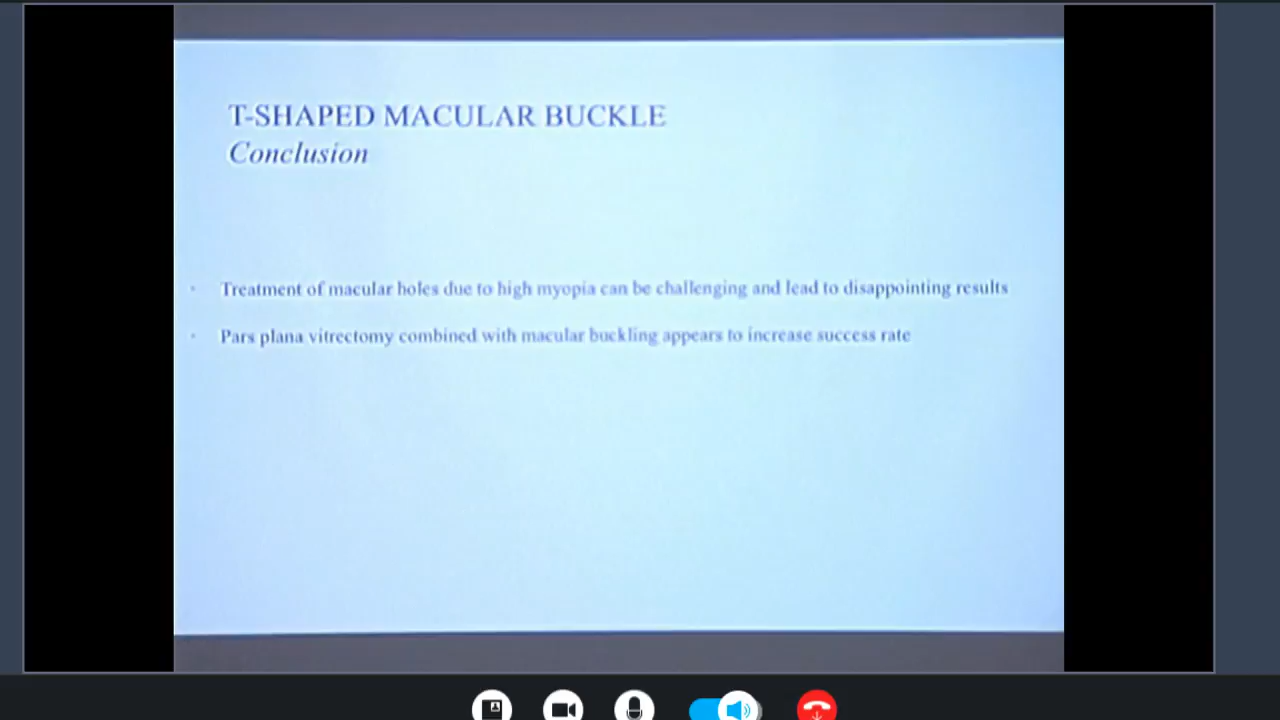 T-SHAPED MACULAR BUCKLE
Conclusion
· Treatment of macular holes due to high myopia can be challenging and lead to disappointing results
· Pars plana vitrectomy combined with macular buckling appears to increase success rate